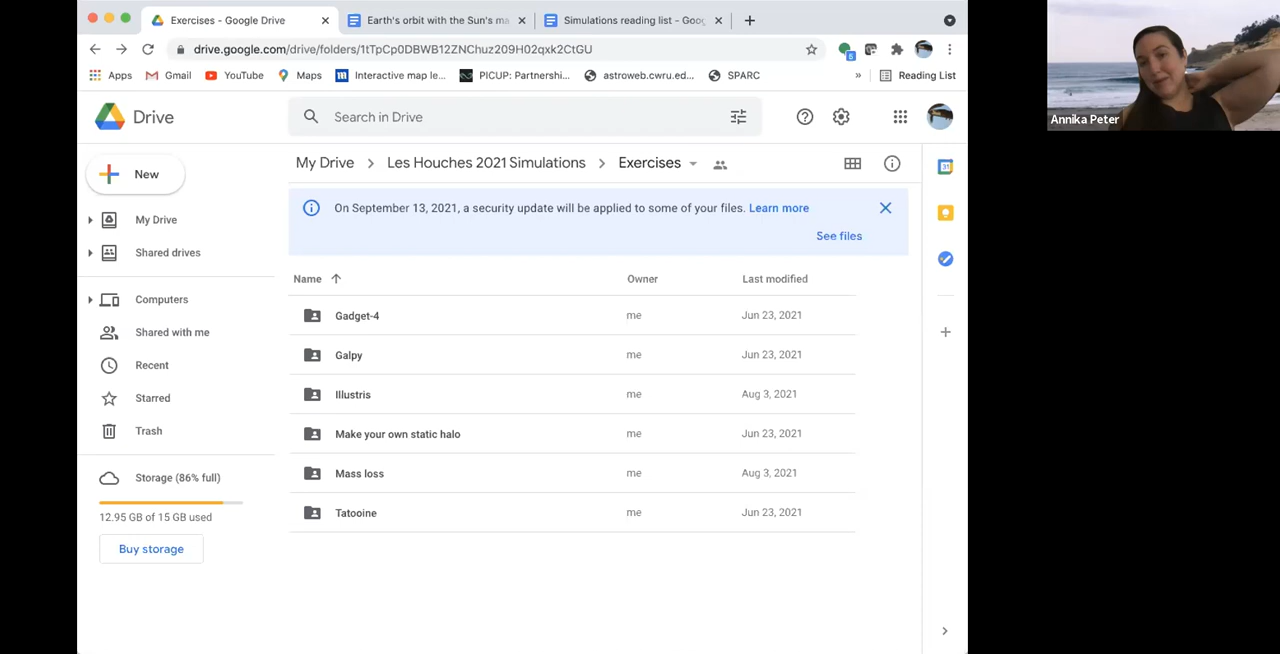 Exercises - Google Drive
Earth's orbit with the Sun's ma
Simulations reading list - Goog
drive.google.com/drive/folders/1tTpCp0DBWB12ZNChuz209H02qxk2CtGU
Apps
Gmail
YouTube
Maps
Interactive map le...
PICUP: Partnershi...
astroweb.cwru.ed...
SPARC
»
Reading List
Drive
Search in Drive
New
My Drive
Shared drives
Computers
Shared with me
Recent
Starred
Trash
Storage (86% full)
12.95 GB of 15 GB used
Buy storage
My Drive > Les Houches 2021 Simulations > Exercises
On September 13, 2021, a security update will be applied to some of your files. Learn more
See files
Name Owner Last modified
Gadget-4 me Jun 23, 2021
Galpy me Jun 23, 2021
Illustris me Aug 3, 2021
Make your own static halo me Jun 23, 2021
Mass loss me Aug 3, 2021
Tatooine me Jun 23, 2021
31
Annika Peter